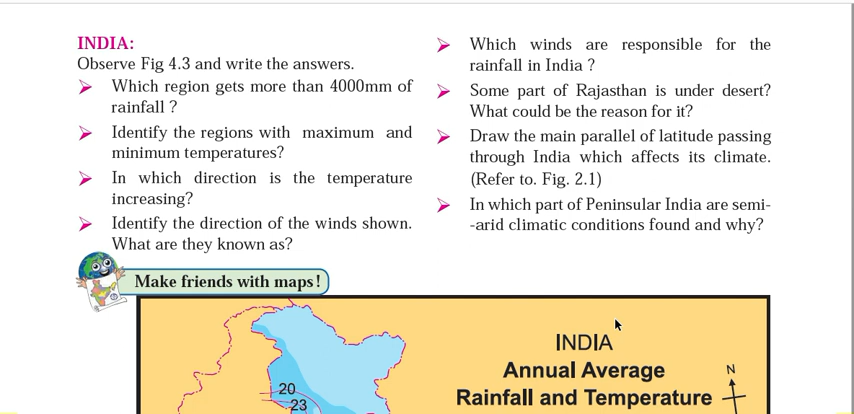 INDIA:
Observe Fig 4.3 and write the answers.
Which region gets more than 4000mm of
rainfall ?
Identify the regions with maximum and
minimum temperatures?
In which direction is the temperature
increasing?
Identify the direction of the winds shown.
What are they known as?
Which winds are responsible for the
rainfall in India ?
Some part of Rajasthan is under desert?
What could be the reason for it?
Draw the main parallel of latitude passing
through India which affects its climate.
(Refer to. Fig. 2.1)
In which part of Peninsular India are semi-
-arid climatic conditions found and why?
Make friends with maps!
INDIA
Annual Average
Rainfall and Temperature
N
20
23